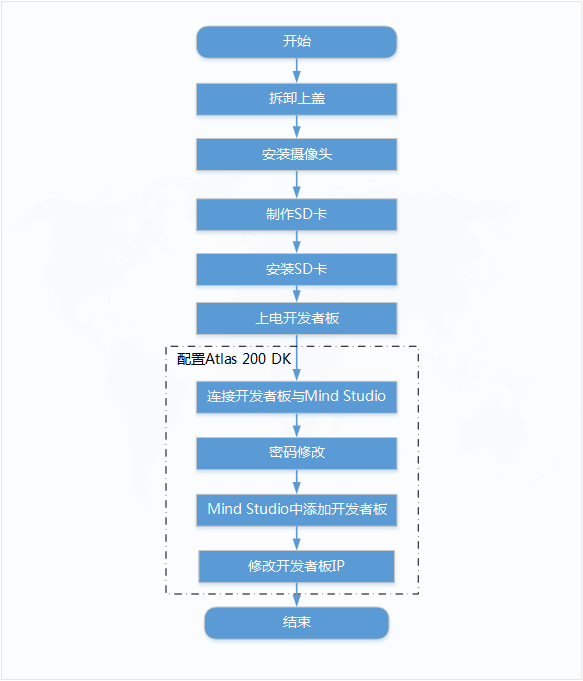 开始
拆卸上盖
安装摄像头
制作SD卡
安装SD卡
上电开发者板
配置Atlas 200 DK
连接开发者板与Mind Studio
密码修改
Mind Studio中添加开发者板
修改开发者板IP
结束